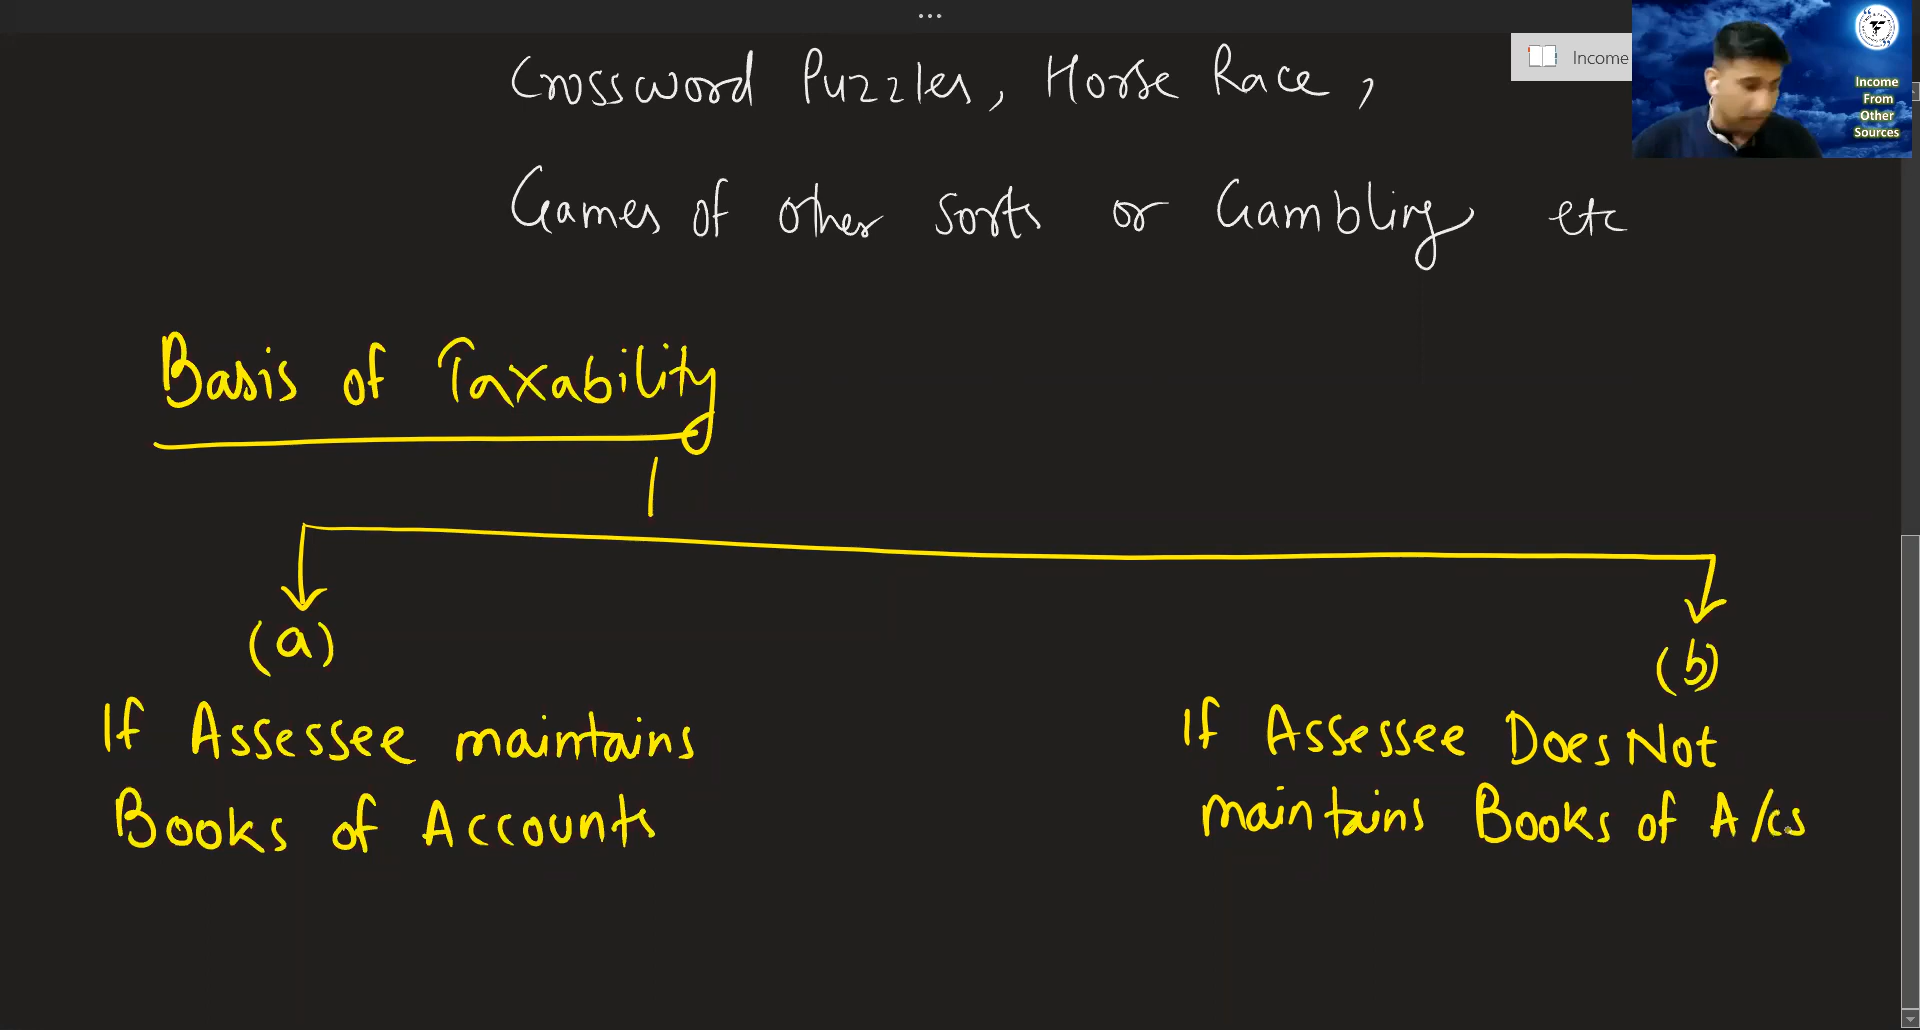 ...
Income
Income
From
Other
Sources
Crossword Puzzles, Horse Race,
Games of other sorts or Gambling etc
Basis of Taxability
(a)
(b)
If Assessee maintains
Books of Accounts
If Assessee Does Not
maintains Books of A/cs